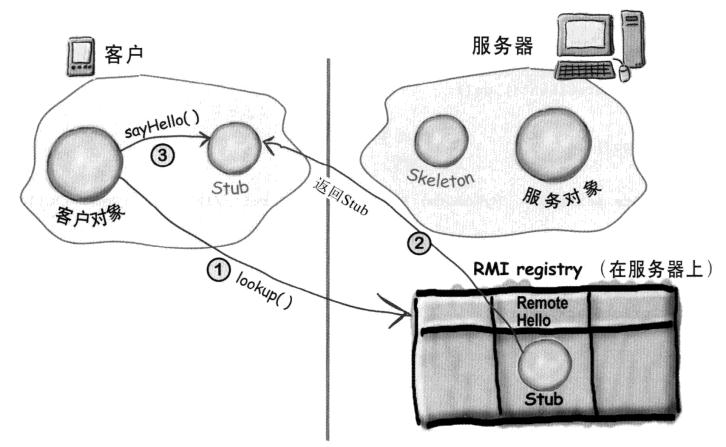 客户
服务器
sayHello()
③
Stub
客户对象
Skeleton
服务对象
返回Stub
②
① lookup()
RMI registry （在服务器上）
Remote
Hello
Stub